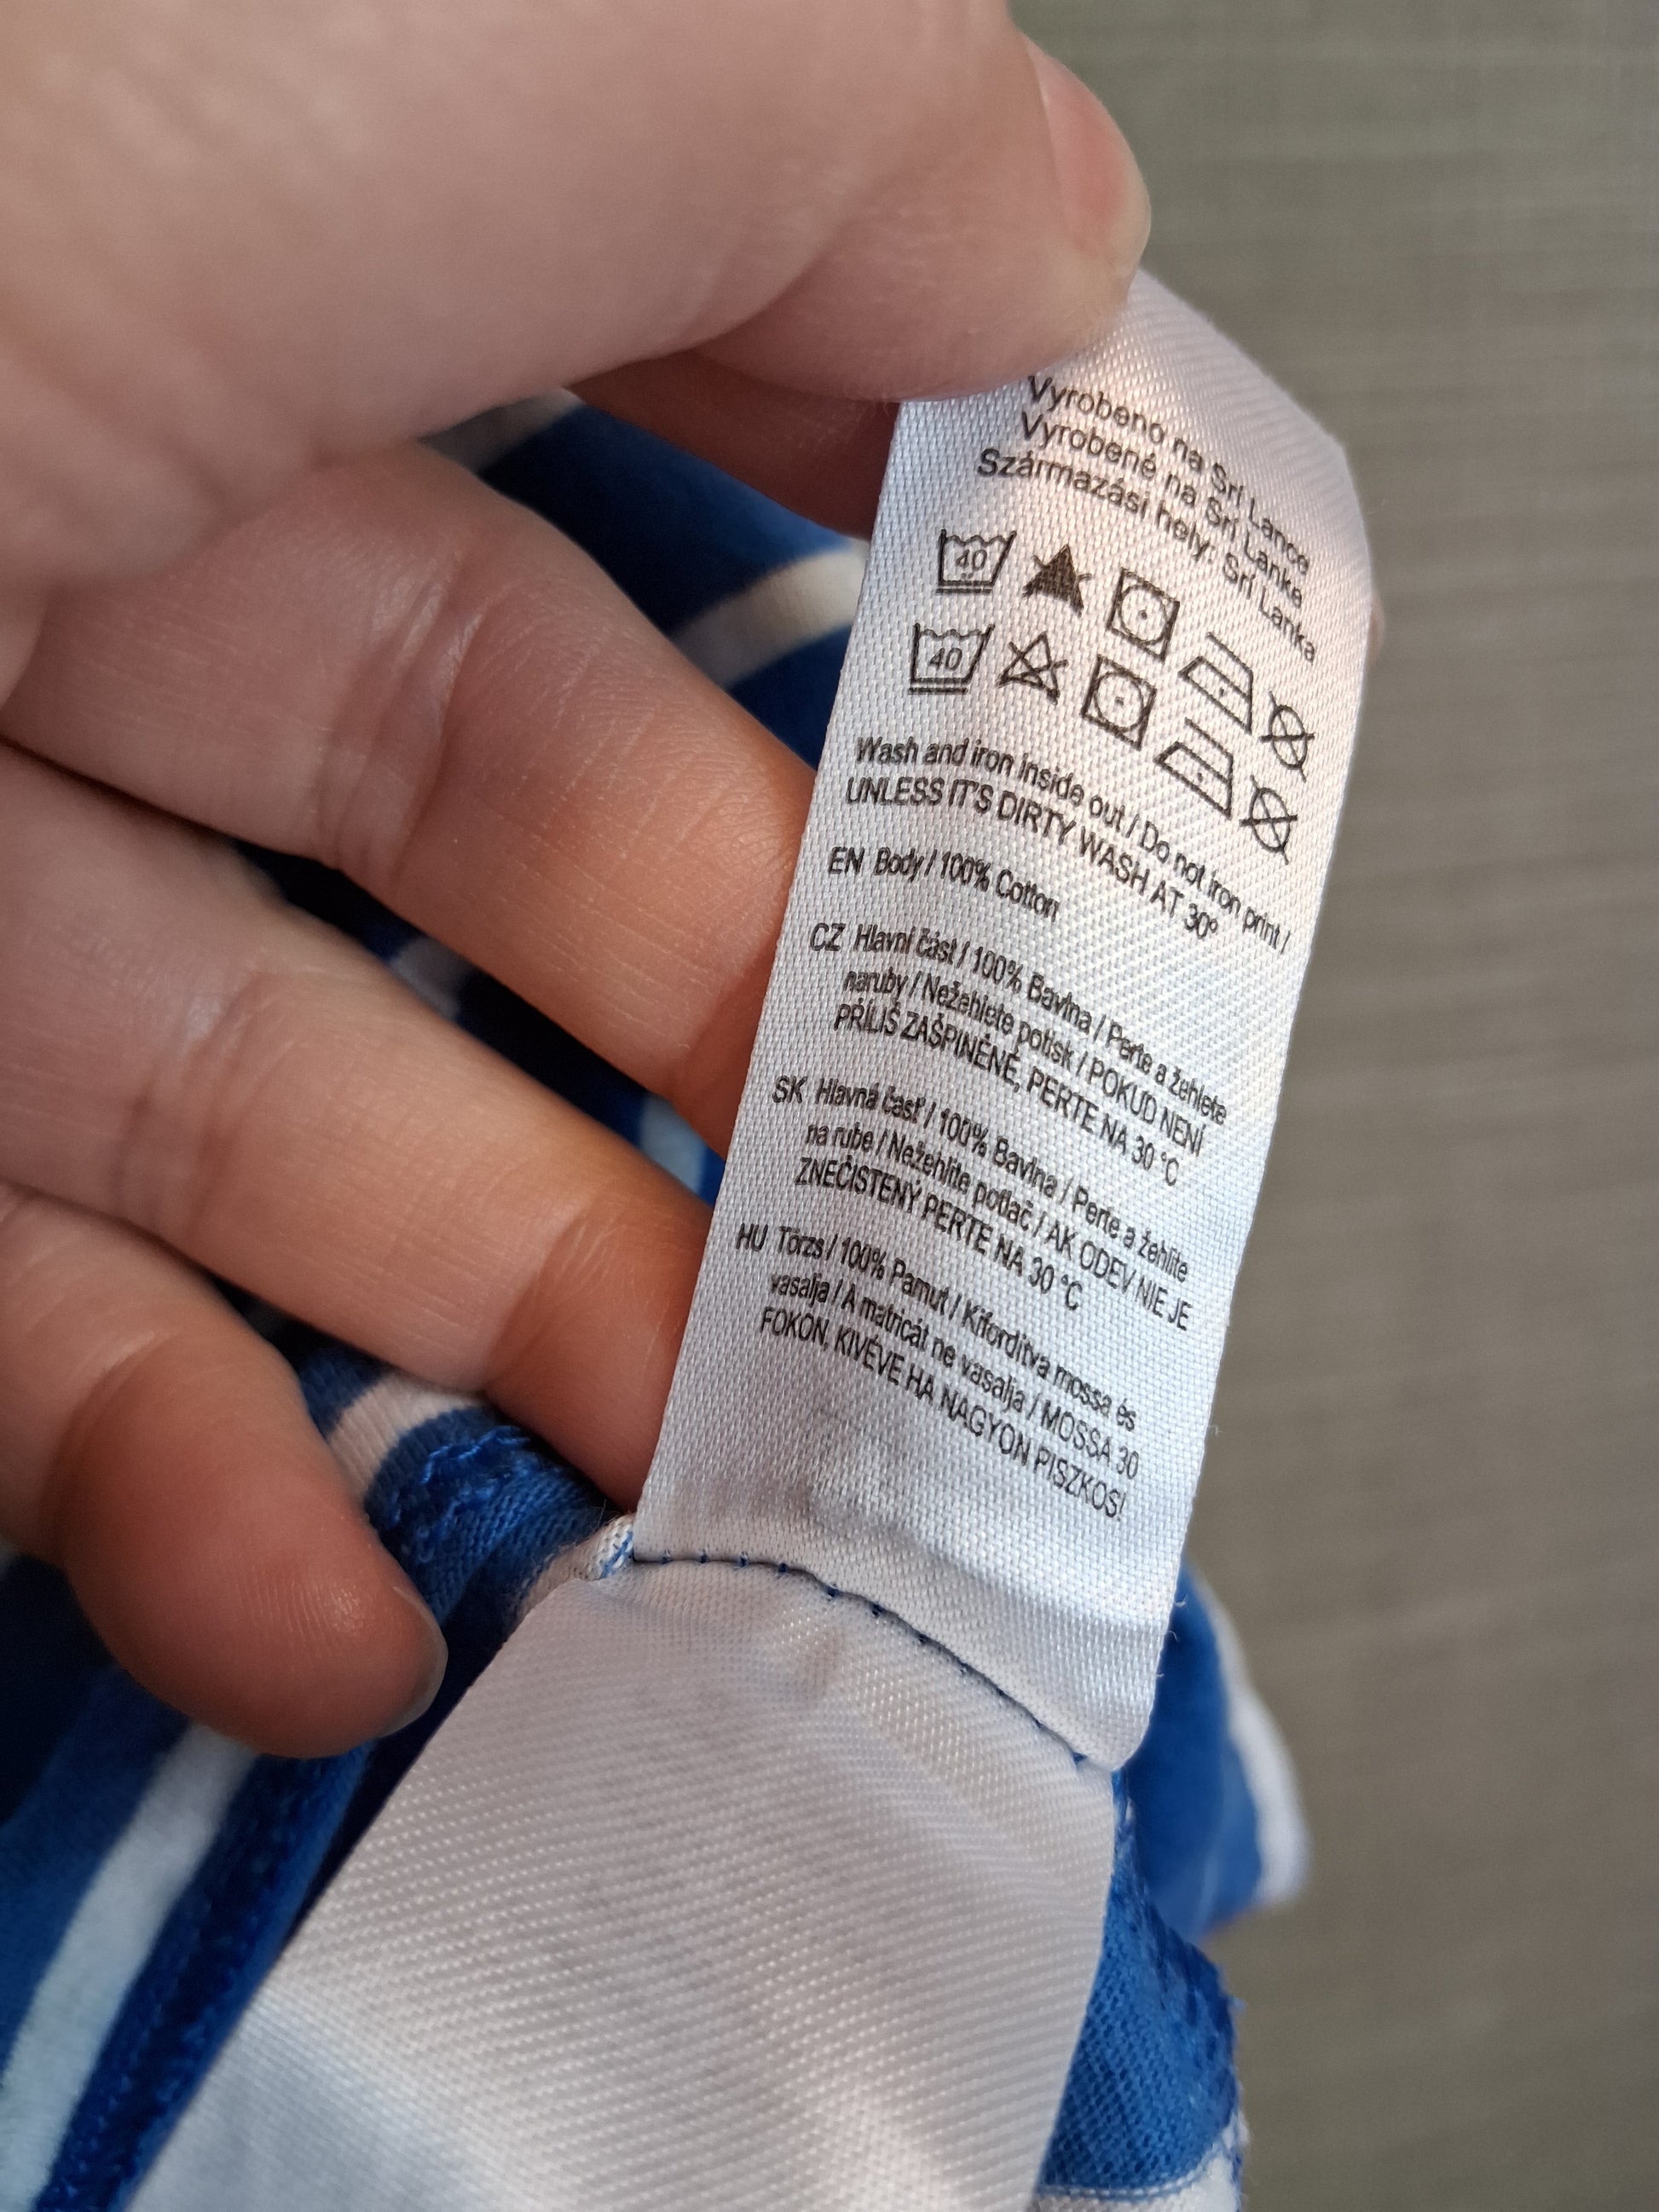 Vyrobeno na Srí Lance
Vyrobené na Srí Lanke
Származási hely: Srí Lanka
40
40
Wash and iron inside out / Do not iron print /
UNLESS IT'S DIRTY WASH AT 30º
EN Body / 100% Cotton
CZ Hlavní část / 100% Bavlna / Perte a žehlete
naruby / Nežehlete potisk / POKUD NENÍ
PŘÍLIŠ ZAŠPINĚNÉ, PERTE NA 30 °C
SK Hlavná časť / 100% Bavlna / Perte a žehlite
na rube / Nežehlite potlač / AK ODEV NIE JE
ZNEČISTENÝ PERTE NA 30 °C
HU Törzs / 100% Pamut / Kifordítva mossa és
vasalja / A matricát ne vasalja / MOSSA 30
FOKON, KIVÉVE HA NAGYON PISZKOS!